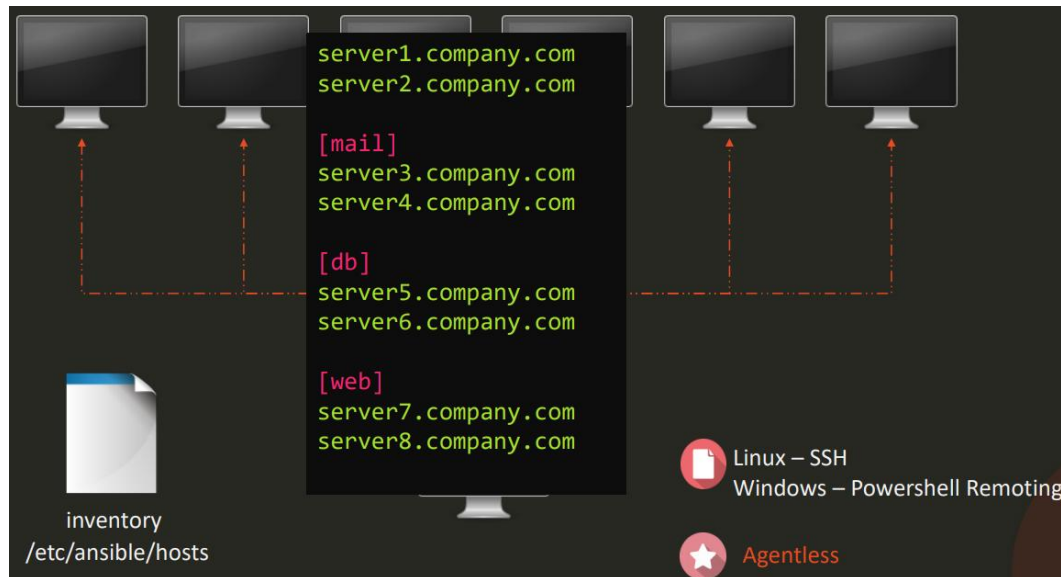 server1.company.com
server2.company.com
[mail]
server3.company.com
server4.company.com
[db]
server5.company.com
server6.company.com
[web]
server7.company.com
server8.company.com
inventory
/etc/ansible/hosts
Linux – SSH
Windows – Powershell Remoting
Agentless